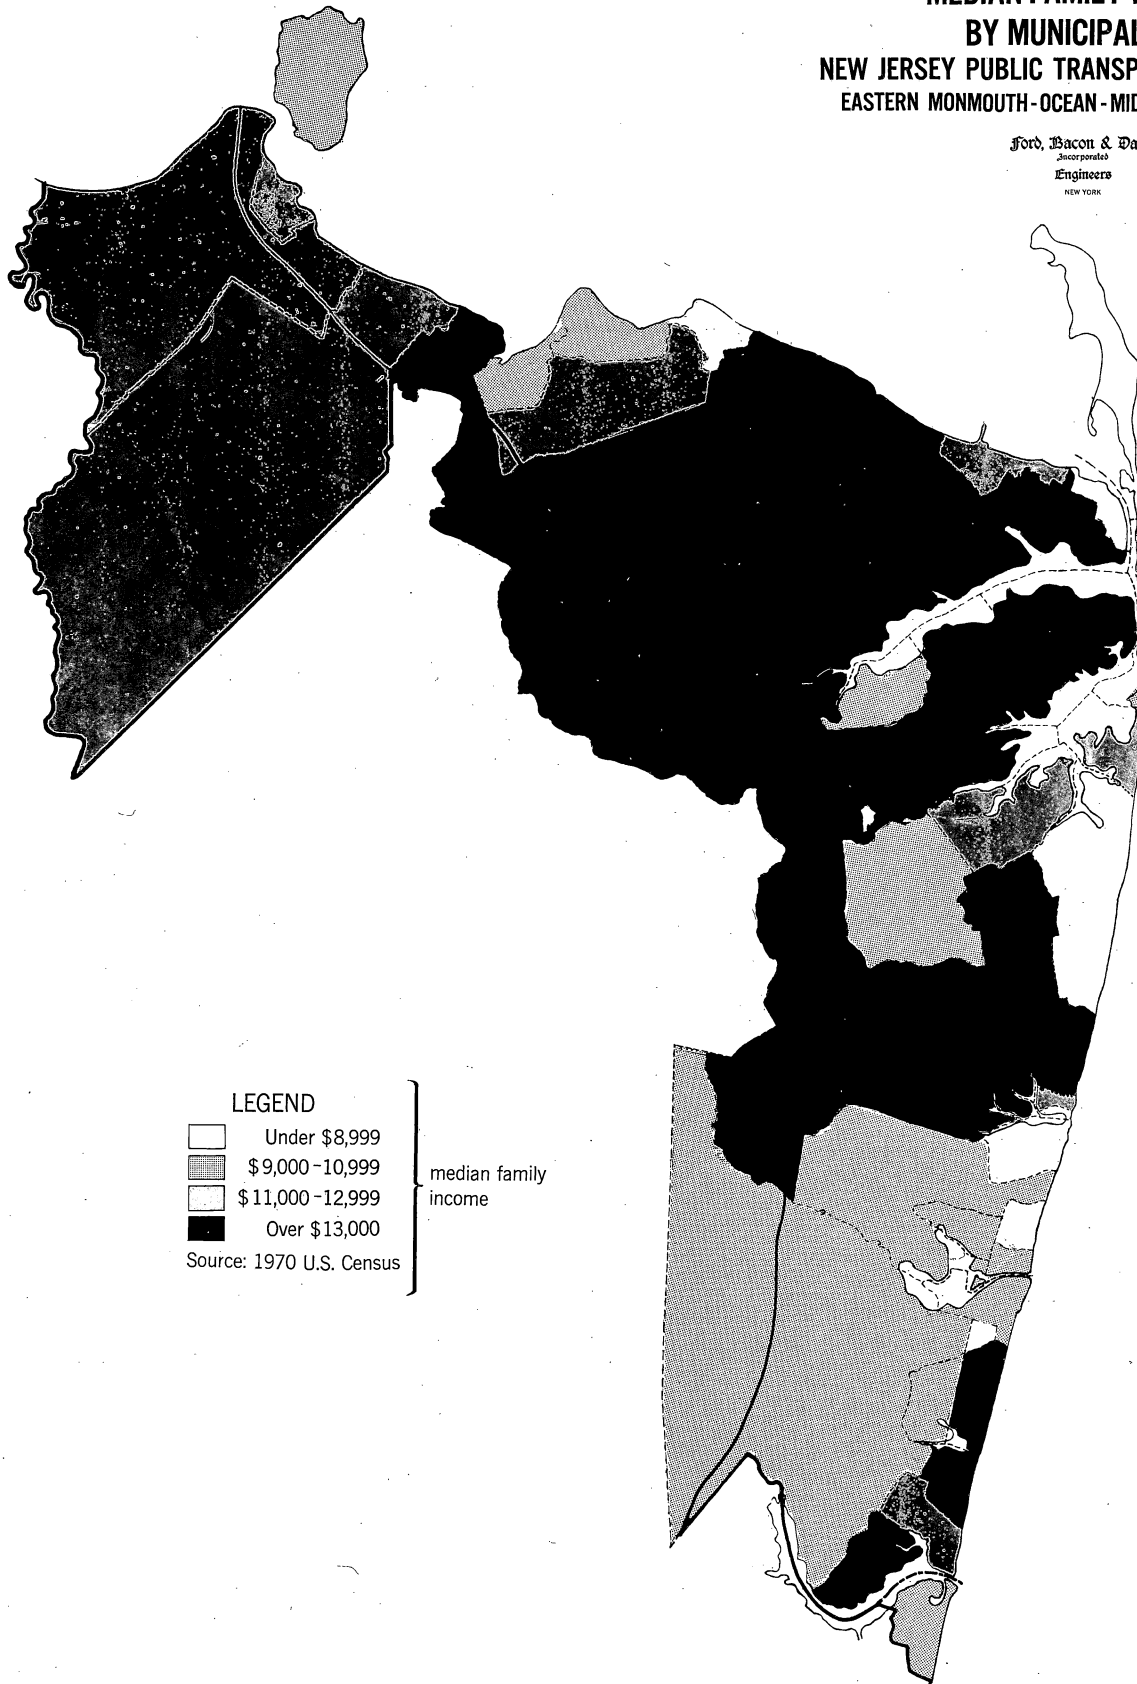 BY MUNICIPAL
NEW JERSEY PUBLIC TRANSP
EASTERN MONMOUTH-OCEAN-MID
Ford, Bacon & Da
Incorporated
Engineers
NEW YORK
LEGEND
Under $8,999
$9,000-10,999
$11,000-12,999
Over $13,000
median family
income
Source: 1970 U.S. Census